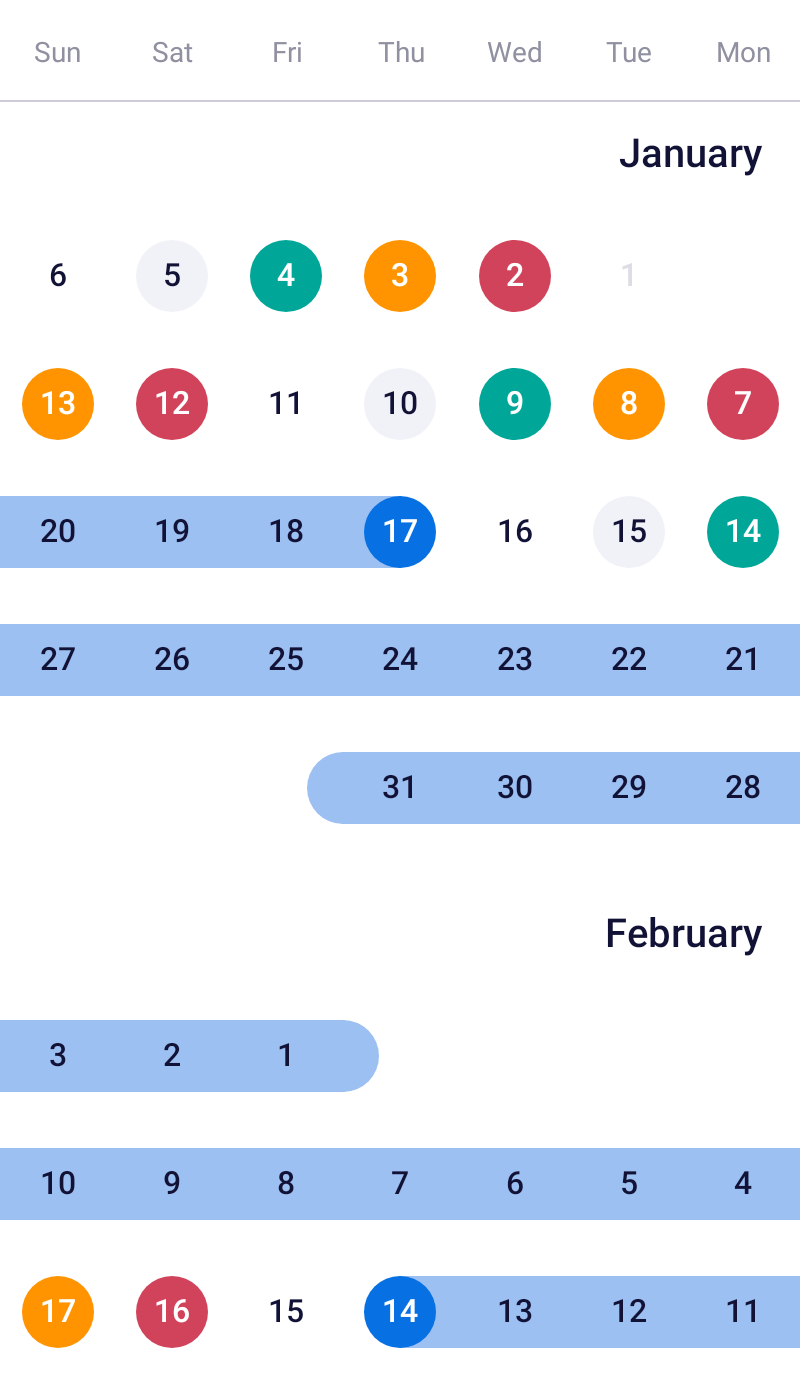 Sun Sat Fri Thu Wed Tue Mon
January
6 5 4 3 2 1
13 12 11 10 9 8 7
20 19 18 17 16 15 14
27 26 25 24 23 22 21
31 30 29 28
February
3 2 1
10 9 8 7 6 5 4
17 16 15 14 13 12 11